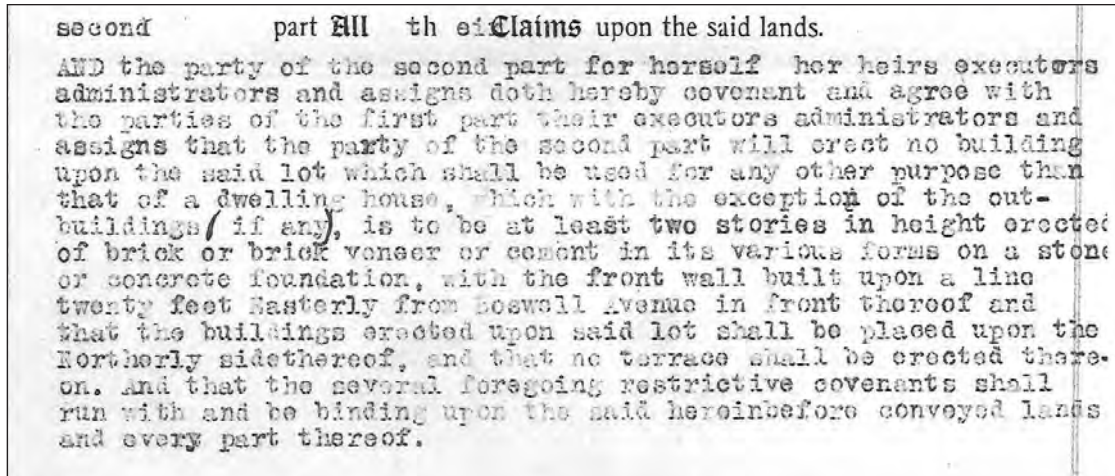 second part All th ei Claims upon the said lands.
AND the party of the second part for herself her heirs executors
administrators and assigns doth hereby covenant and agree with
the parties of the first part their executors administrators and
assigns that the party of the second part will erect no building
upon the said lot which shall be used for any other purpose than
that of a dwelling house, which with the exception of the out-
buildings ( if any), is to be at least two stories in height erected
of brick or brick veneer or cement in its various forms on a stone
or concrete foundation, with the front wall built upon a line
twenty feet Easterly from Boswell Avenue in front thereof and
that the buildings erected upon said lot shall be placed upon the
Northerly sidethereof, and that no terrace shall be erected there-
on. And that the several foregoing restrictive covenants shall
run with and be binding upon the said hereinbefore conveyed lands
and every part thereof.